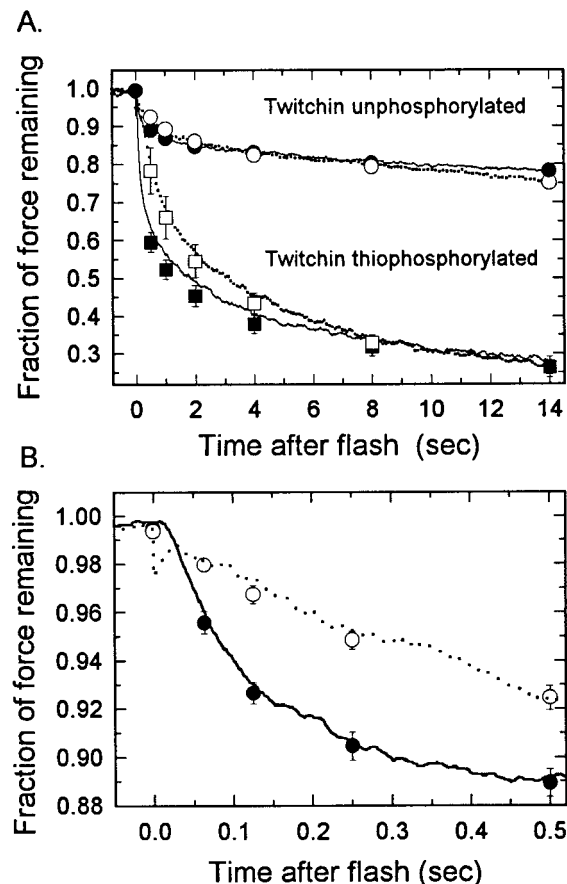 A.
1.0
Twitchin unphosphorylated
0.9
0.8
0.7
0.6
Twitchin thiophosphorylated
0.5
0.4
0.3
0 2 4 6 8 10 12 14
Fraction of force remaining
Time after flash (sec)
B.
1.00
0.98
0.96
0.94
0.92
0.90
0.88
0.0 0.1 0.2 0.3 0.4 0.5
Fraction of force remaining
Time after flash (sec)